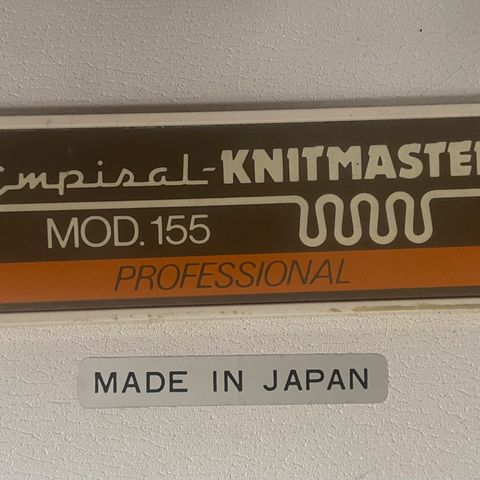 Empisal-KNITMASTER
MOD. 155
PROFESSIONAL
MADE IN JAPAN